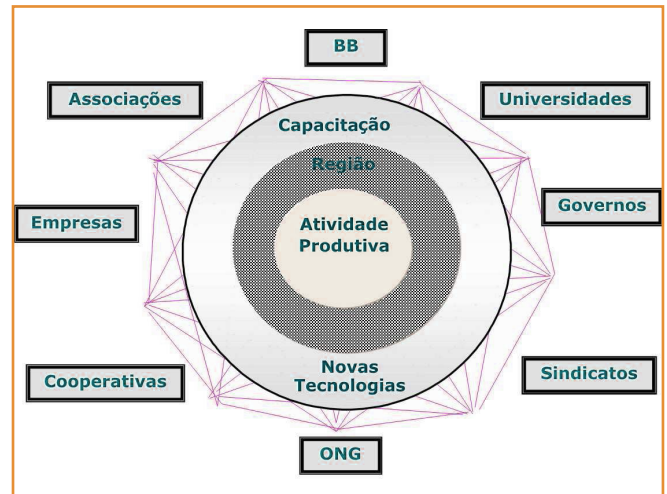 BB
Associações
Universidades
Capacitação
Região
Atividade
Produtiva
Empresas
Governos
Novas
Tecnologias
Cooperativas
Sindicatos
ONG